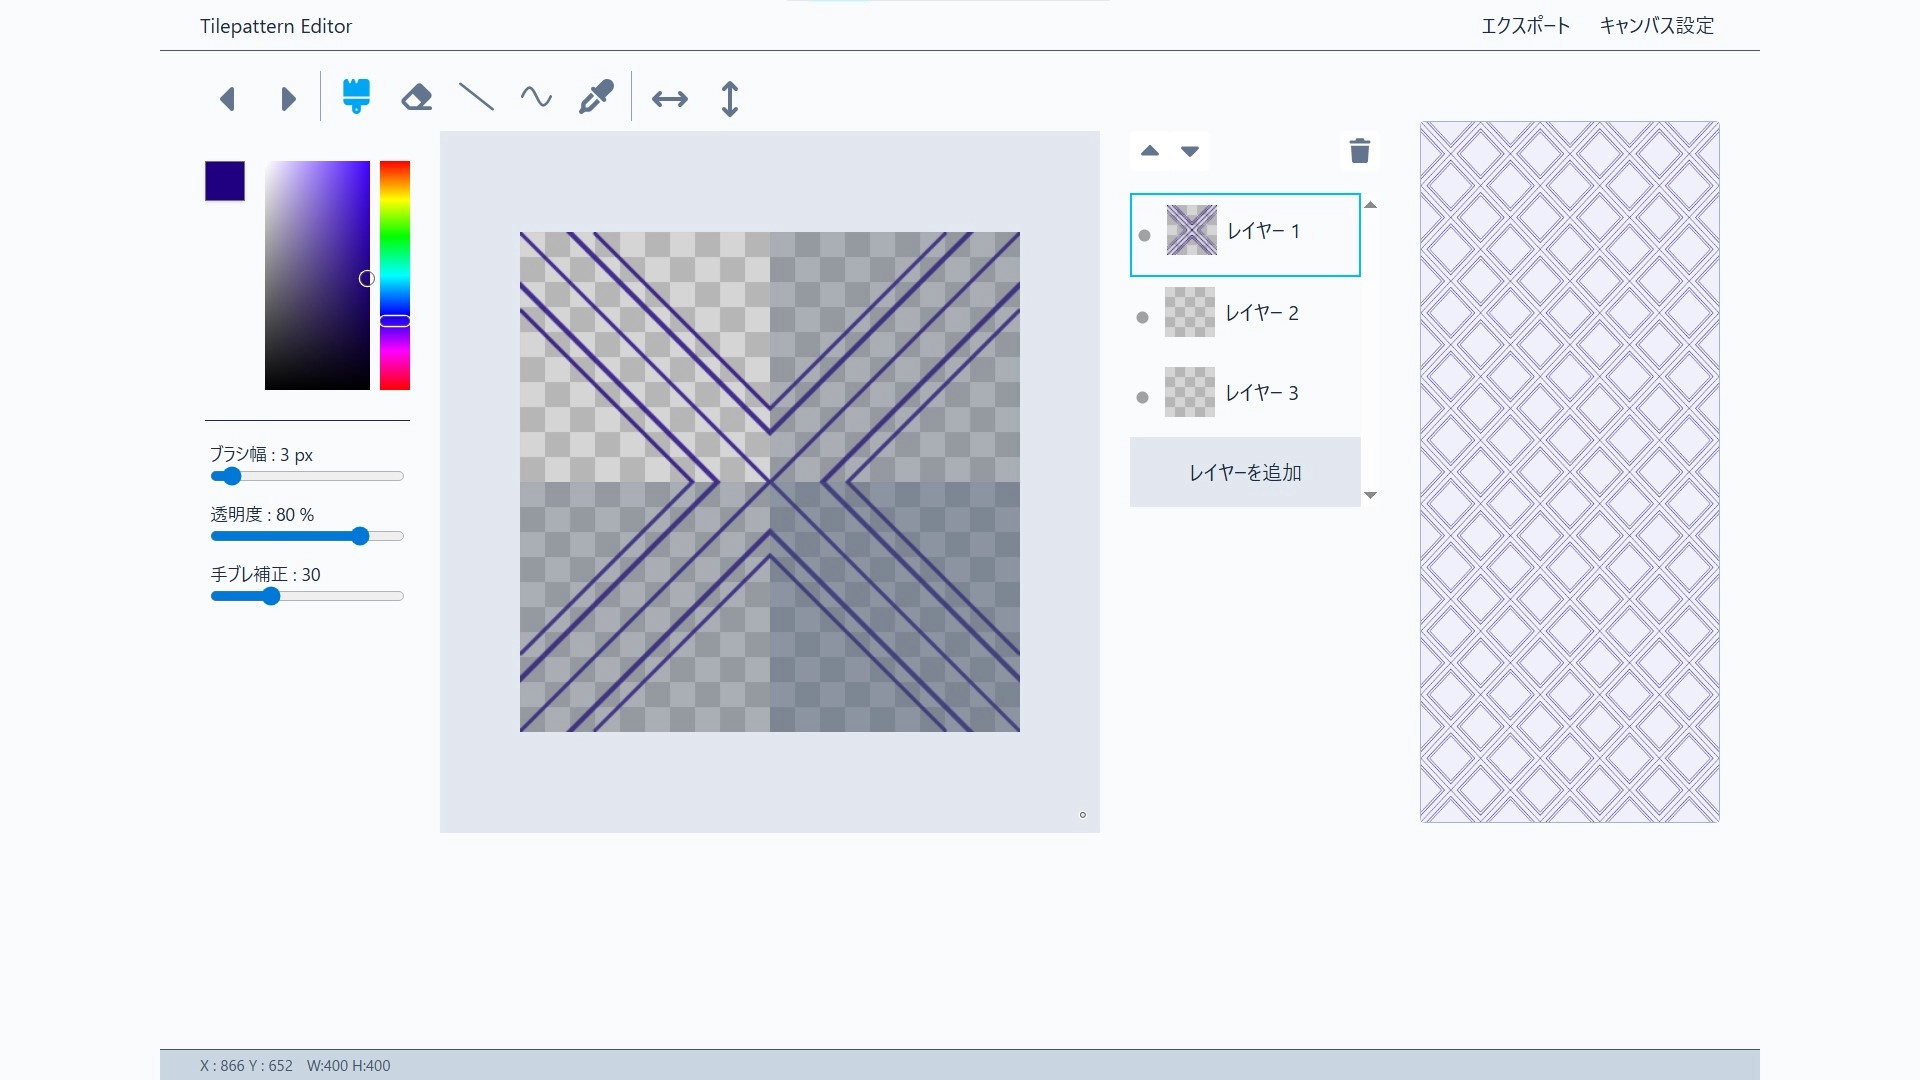 Tilepattern Editor
エクスポート キャンバス設定
ブラシ幅 : 3 px
透明度 : 80 %
手ブレ補正 : 30
レイヤー 1
レイヤー 2
レイヤー 3
レイヤーを追加
X : 866 Y : 652 W:400 H:400